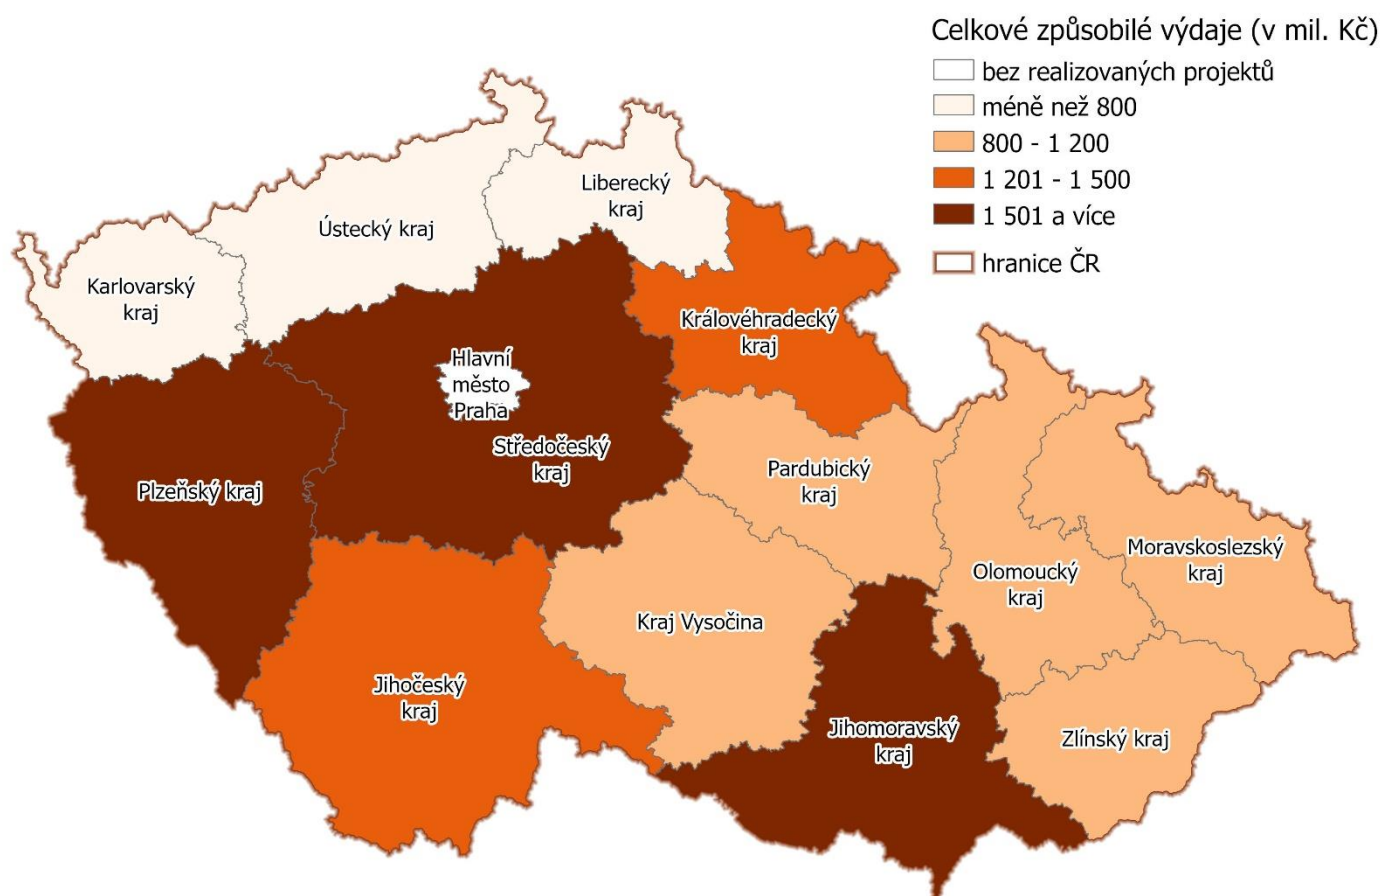 Celkové způsobilé výdaje (v mil. Kč)
bez realizovaných projektů
méně než 800
800 - 1 200
1 201 - 1 500
1 501 a více
hranice ČR
Liberecký
kraj
Ústecký kraj
Karlovarský
kraj
Královéhradecký
kraj
Hlavní
město
Praha
Středočeský
kraj
Plzeňský kraj
Pardubický
kraj
Moravskoslezský
kraj
Olomoucký
kraj
Kraj Vysočina
Jihočeský
kraj
Jihomoravský
kraj
Zlínský kraj